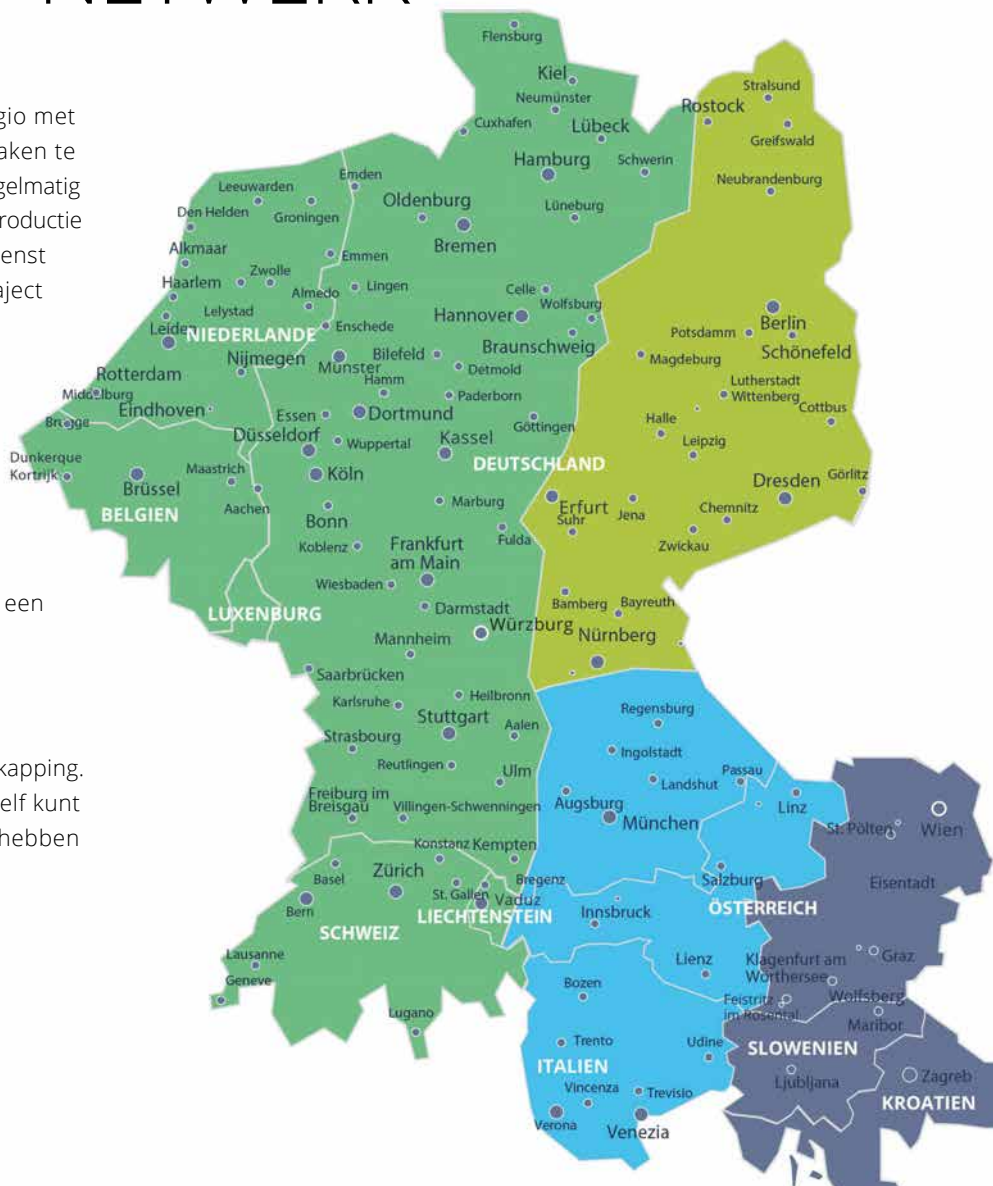 NETWERK
gio met
aken te
gelmatig
roductie
enst
aject
een
kapping.
elf kunt
hebben
Flensburg
Kiel
Neumünster
Cuxhafen
Lübeck
Hamburg
Schwerin
Stralsund
Rostock
Greifswald
Neubrandenburg
Emden
Leeuwarden
Den Helden
Groningen
Oldenburg
Lüneburg
Bremen
Alkmaar
Emmen
Zwolle
Haarlem
Almedo
Lingen
Celle
Wolfsburg
Lelystad
Leiden
NIEDERLANDE
Enschede
Hannover
Braunschweig
Berlin
Potsdamm
Schönefeld
Magdeburg
Nijmegen
Münster
Bilefeld
Detmold
Rotterdam
Hamm
Paderborn
Lutherstadt
Wittenberg
Middelburg
Eindhoven
Essen
Dortmund
Göttingen
Halle
Cottbus
Brugge
Düsseldorf
Wuppertal
Kassel
Leipzig
Dunkerque
Kortrijk
Maastrich
Köln
DEUTSCHLAND
Dresden
Görlitz
Brüssel
BELGIEN
Aachen
Bonn
Marburg
Erfurt
Suhr
Jena
Chemnitz
Zwickau
Koblenz
Frankfurt
am Main
Fulda
Wiesbaden
LUXENBURG
Darmstadt
Würzburg
Bamberg
Bayreuth
Nürnberg
Mannheim
Saarbrücken
Karlsruhe
Heilbronn
Stuttgart
Aalen
Regensburg
Strasbourg
Reutlingen
Ulm
Ingolstadt
Landshut
Passau
Freiburg im
Breisgau
Villingen-Schwenningen
Augsburg
München
Linz
St. Pölten
Wien
Konstanz
Kempten
Basel
Zürich
St. Gallen
Bregenz
Vaduz
Salzburg
Eisentadt
Bern
LIECHTENSTEIN
Innsbruck
ÖSTERREICH
SCHWEIZ
Lausanne
Geneve
Lienz
Klagenfurt am
Wörthersee
Graz
Bozen
Wolfsberg
Feistritz
im Rosental
Lugano
Maribor
Trento
Udine
SLOWENIEN
ITALIEN
Ljubljana
Zagreb
Vincenza
Trevisio
KROATIEN
Verona
Venezia